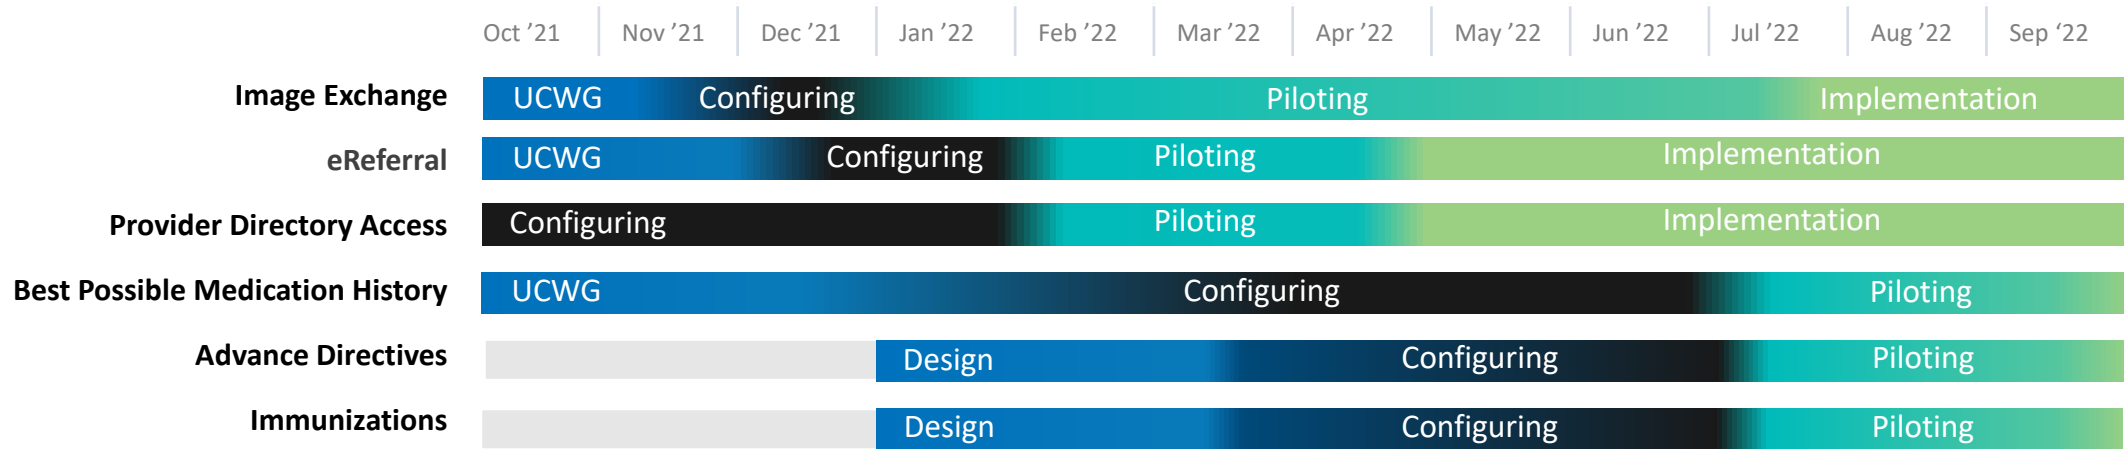 Oct ’21 Nov ’21 Dec ’21 Jan ’22 Feb ’22 Mar ’22 Apr ’22 May ’22 Jun ’22 Jul ’22 Aug ’22 Sep ‘22
Image Exchange UCWG Configuring Piloting Implementation
eReferral UCWG Configuring Piloting Implementation
Provider Directory Access Configuring Piloting Implementation
Best Possible Medication History UCWG Configuring Piloting
Advance Directives Design Configuring Piloting
Immunizations Design Configuring Piloting